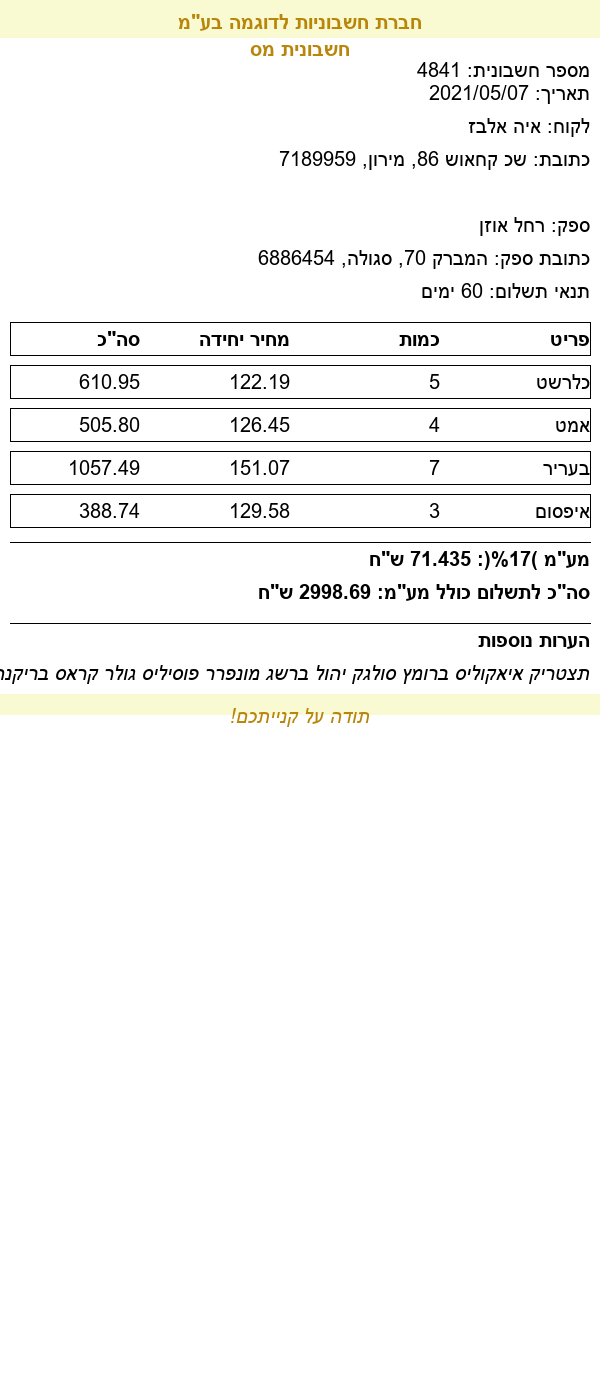 חברת חשבוניות לדוגמה בע"מ
חשבונית מס
מספר חשבונית: 4841
תאריך: 2021/05/07
לקוח: איה אלבז
כתובת: שכ קחאוש 86, מירון, 7189959
ספק: רחל אוזן
כתובת ספק: המברק 70, סגולה, 6886454
תנאי תשלום: 60 ימים
פריט כמות מחיר יחידה סה"כ
כלרשט 5 122.19 610.95
אמט 4 126.45 505.80
בעריר 7 151.07 1057.49
איפסום 3 129.58 388.74
מע"מ )17%(: 71.435 ש"ח
סה"כ לתשלום כולל מע"מ: 2998.69 ש"ח
הערות נוספות
תצטריק איאקוליס ברומץ סולגק יהול ברשג מונפרר פוסיליס גולר קראס
תודה על קנייתכם!